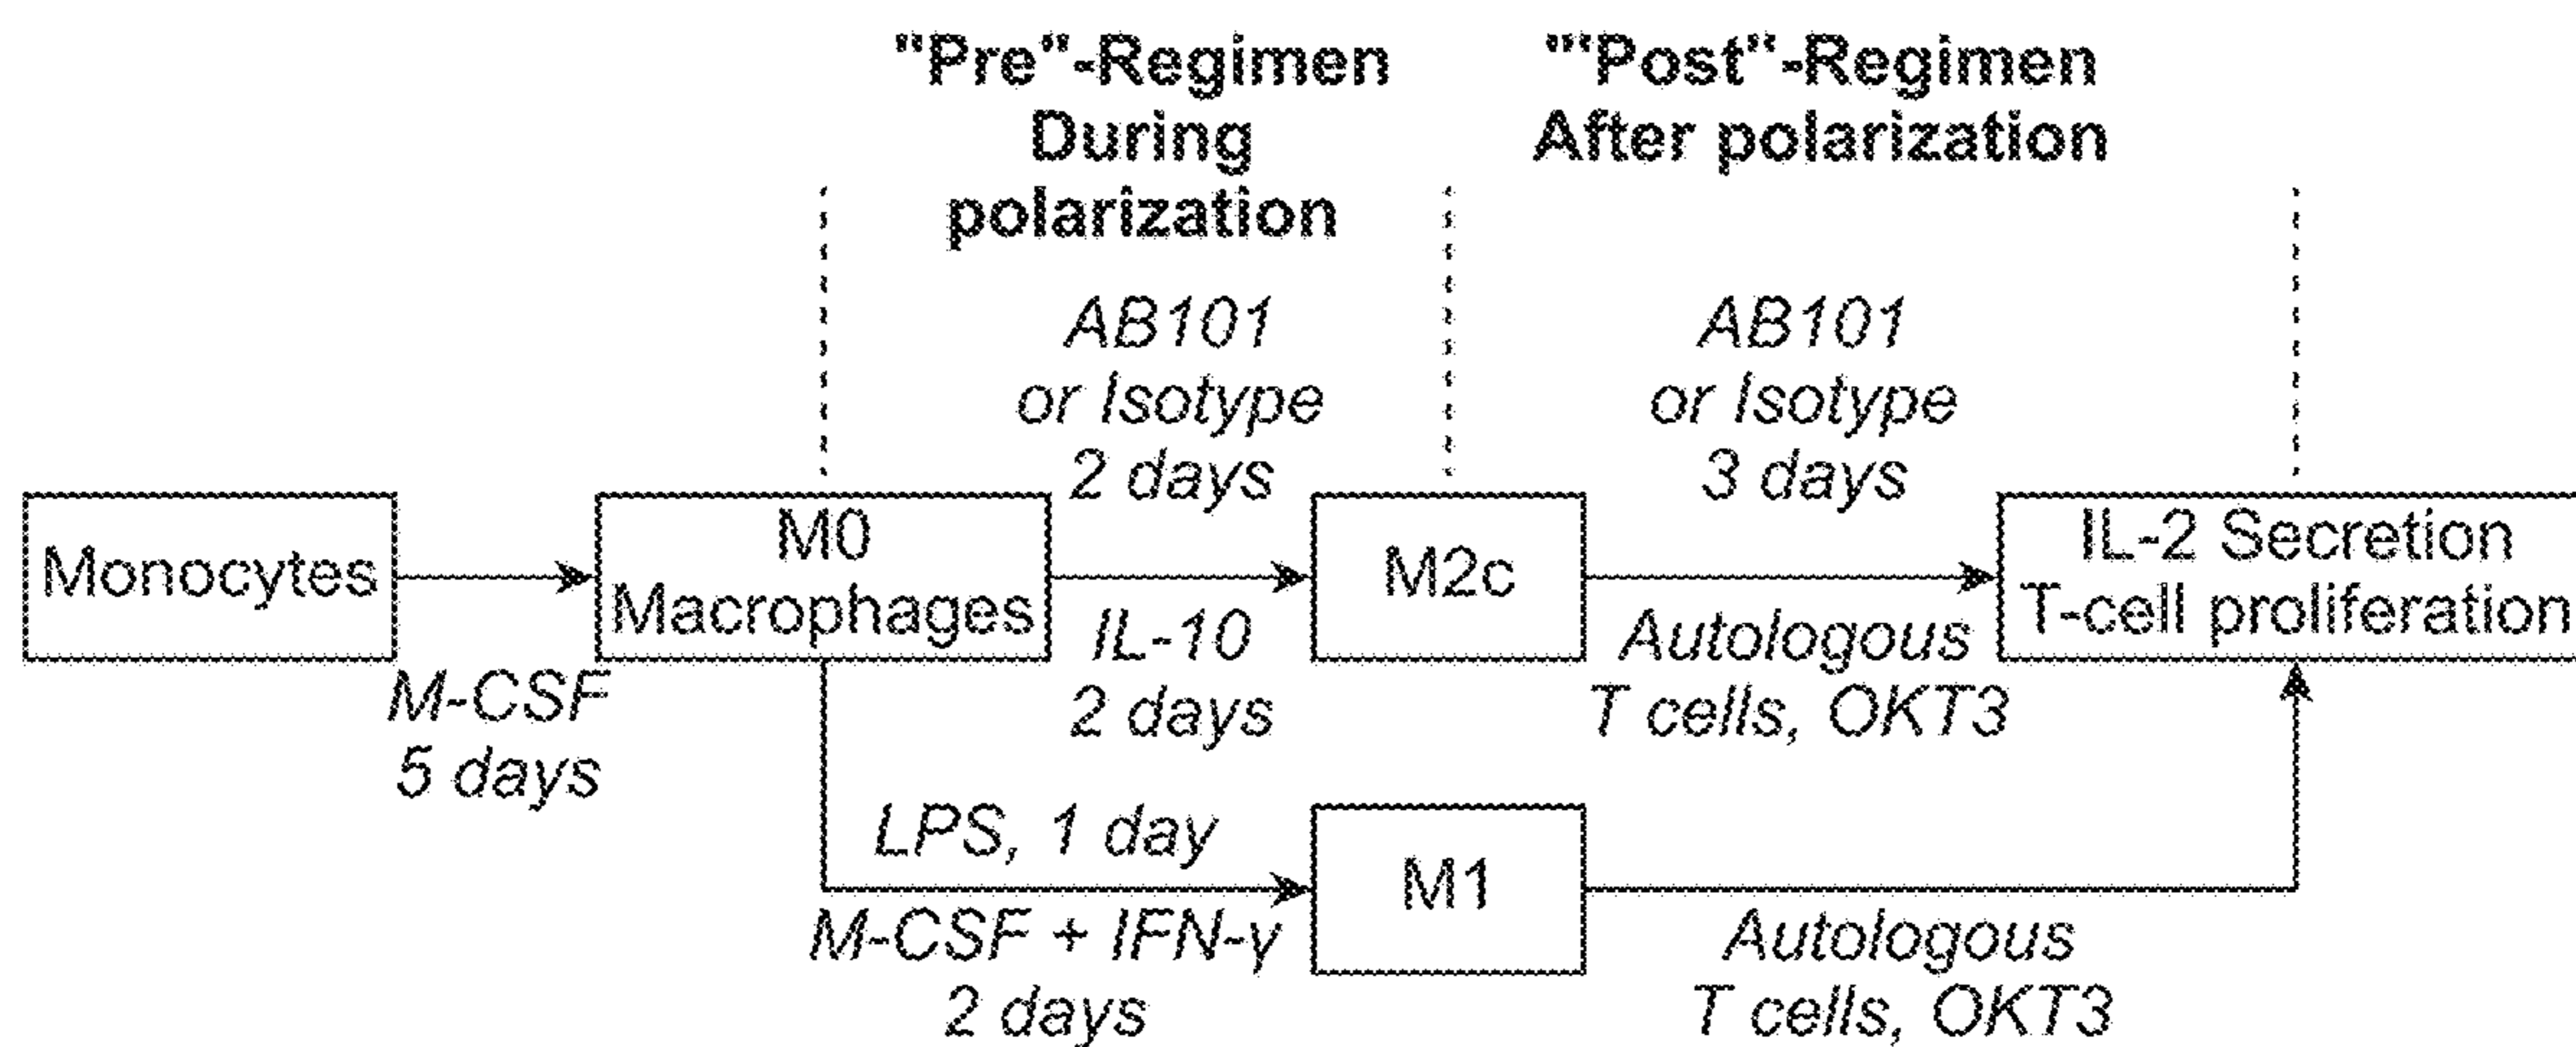 "Pre"-Regimen
During
polarization
"'Post"-Regimen
After polarization
AB101
or Isotype
2 days
AB101
or Isotype
3 days
Monocytes
M-CSF
5 days
M0
Macrophages
IL-10
2 days
M2c
Autologous
T cells, OKT3
IL-2 Secretion
T-cell proliferation
LPS, 1 day
M-CSF + IFN-γ
2 days
M1
Autologous
T cells, OKT3